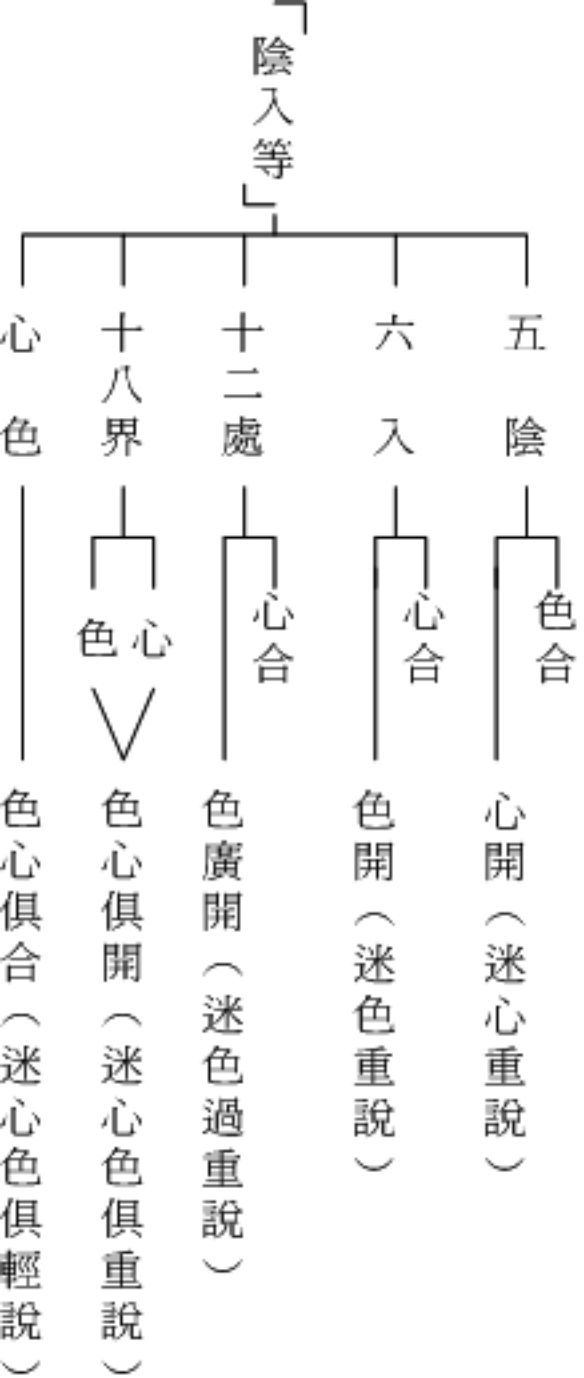 「陰入等」
五陰
色合
心開（迷心重說）
六入
心合
色開（迷色重說）
十二處
心合
色廣開（迷色過重說）
十八界
心
色
色心俱開（迷心色俱重說）
心色
色心俱合（迷心色俱輕說）